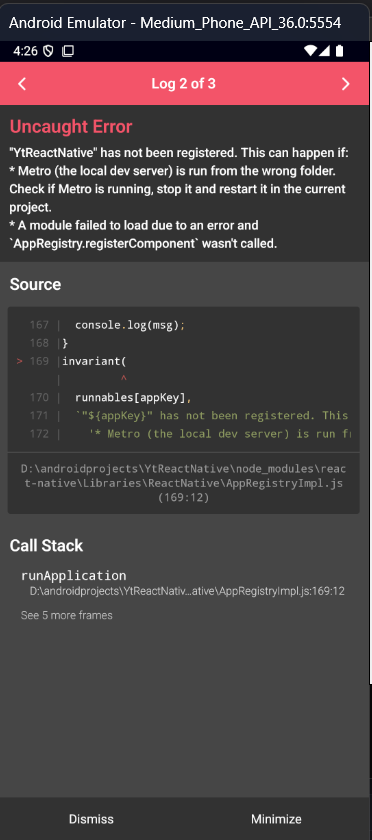 Android Emulator - Medium_Phone_API_36.0:5554
4:26
Log 2 of 3
Uncaught Error
"YtReactNative" has not been registered. This can happen if:
* Metro (the local dev server) is run from the wrong folder.
Check if Metro is running, stop it and restart it in the current
project.
* A module failed to load due to an error and
`AppRegistry.registerComponent` wasn't called.
Source
167 | console.log(msg);
168 | }
> 169 | invariant(
| ^
170 | runnables[appKey],
171 | `"${appKey}" has not been registered. This
172 | '* Metro (the local dev server) is run fr
D:\androidprojects\YtReactNative\node_modules\reac
t-native\Libraries\ReactNative\AppRegistryImpl.js
(169:12)
Call Stack
runApplication
D:\androidprojects\YtReactNativ...ative\AppRegistryImpl.js:169:12
See 5 more frames
Dismiss
Minimize